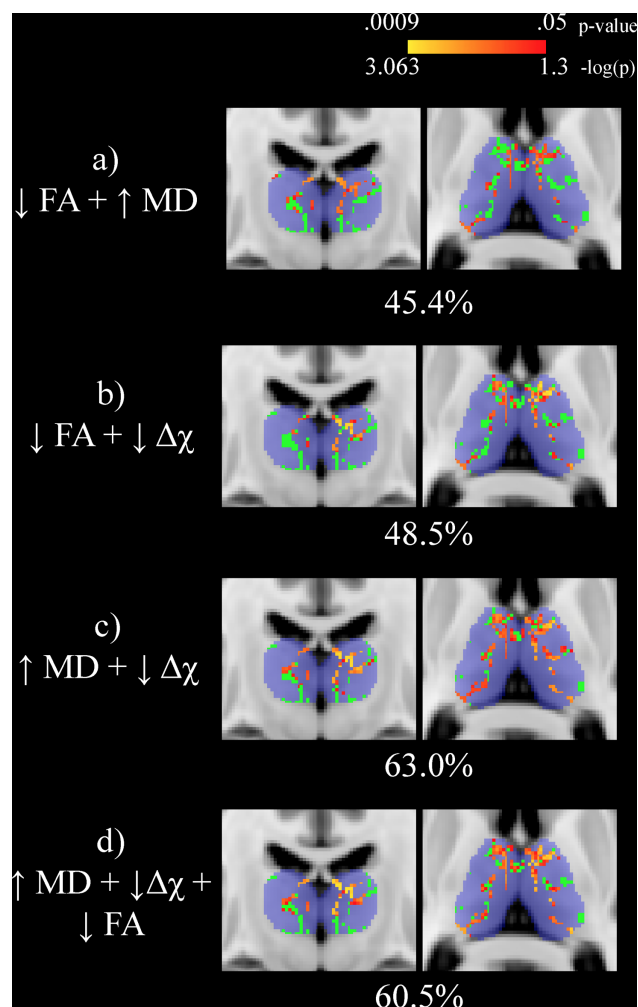 .0009 .05 p-value
3.063 1.3 -log(p)
a)
↓ FA + ↑ MD
45.4%
b)
↓ FA + ↓ Δχ
48.5%
c)
↑ MD + ↓ Δχ
63.0%
d)
↑ MD + ↓Δχ +
↓ FA
60.5%